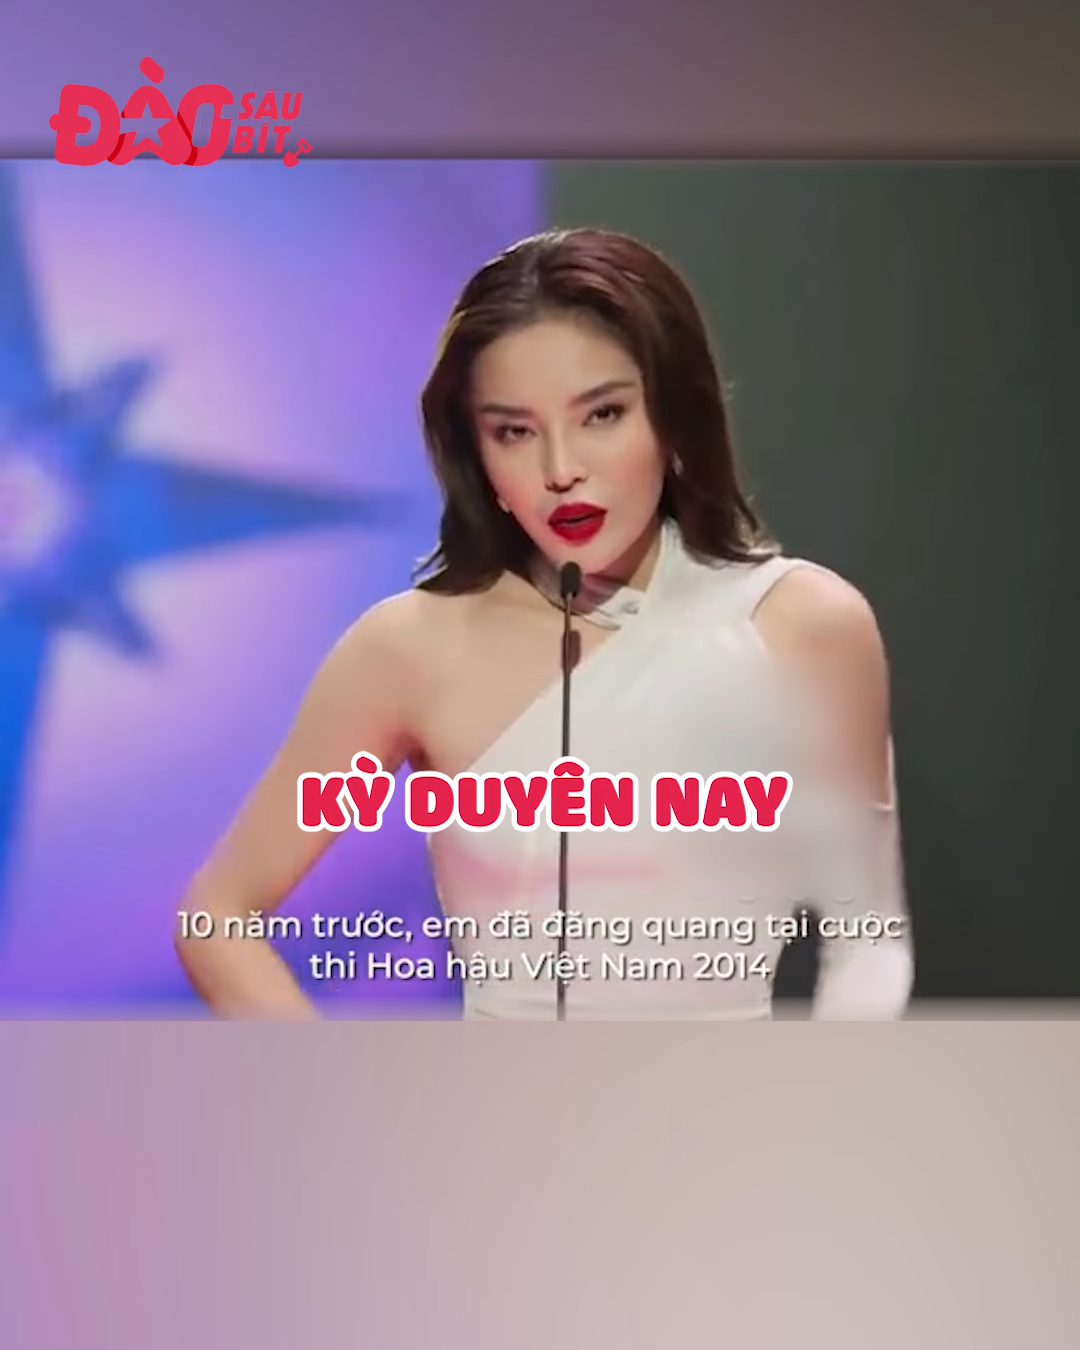 ĐÀO SÂU BÍT
KỲ DUYÊN NAY
10 năm trước, em đã đăng quang tại cuộc
thi Hoa hậu Việt Nam 2014